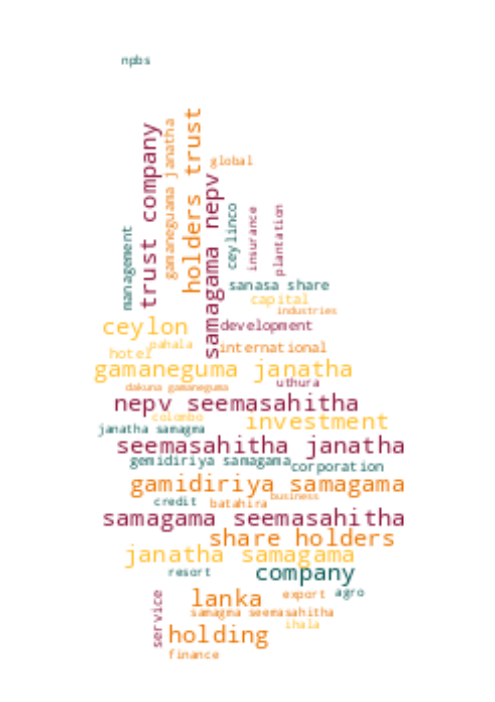 npbs
trust company
gamaneguama janatha
holders trust
global
samagama nepv
ceylinco
insurance
plantation
management
sanasa share
capital
industries
ceylon
development
pahala
international
hotel
gamaneguma janatha
uthura
dakuna gamaneguma
nepv seemasahitha
colombo
investment
janatha samagma
seemasahitha janatha
gemidiriya samagama
corporation
gamidiriya samagama
business
credit
batahira
samagama seemasahitha
share holders
janatha samagama
company
resort
lanka
export
agro
service
samagma seemasahitha
ihala
holding
finance